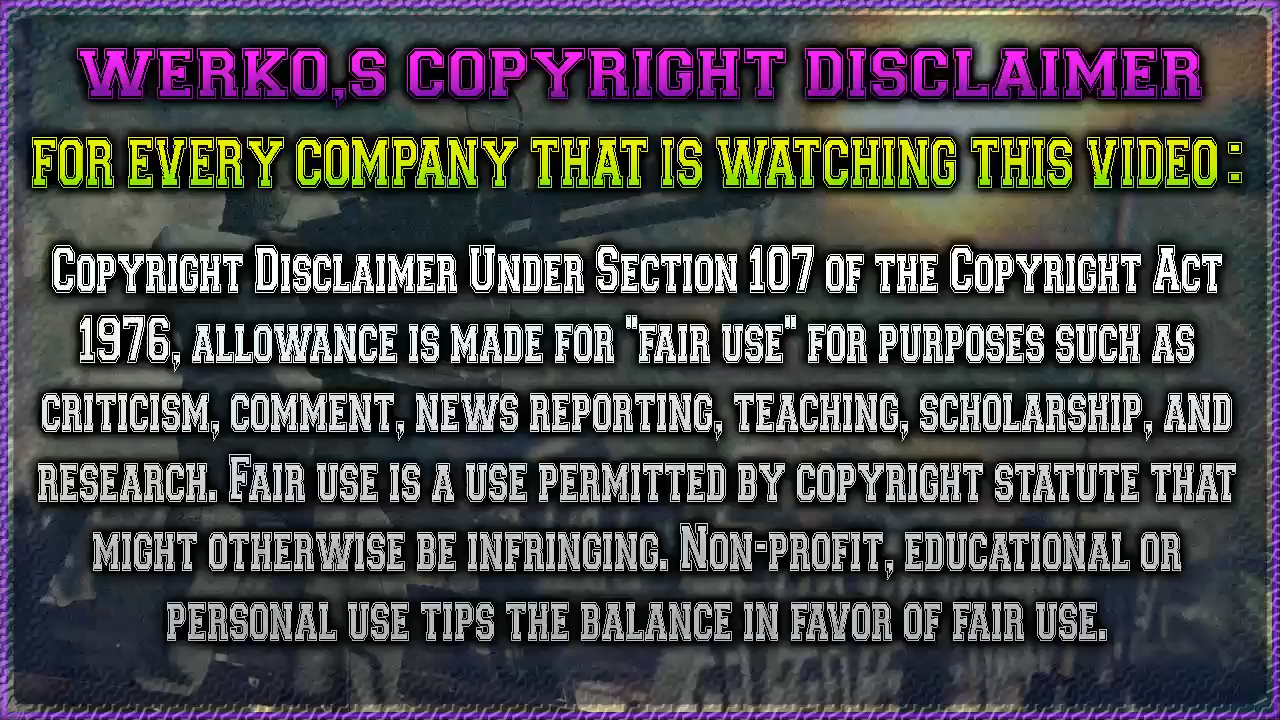 WERKO,S COPYRIGHT DISCLAIMER
FOR EVERY COMPANY THAT IS WATCHING THIS VIDEO :
Copyright Disclaimer Under Section 107 of the Copyright Act
1976, allowance is made for "fair use" for purposes such as
criticism, comment, news reporting, teaching, scholarship, and
research. Fair use is a use permitted by copyright statute that
might otherwise be infringing. Non-profit, educational or
personal use tips the balance in favor of fair use.